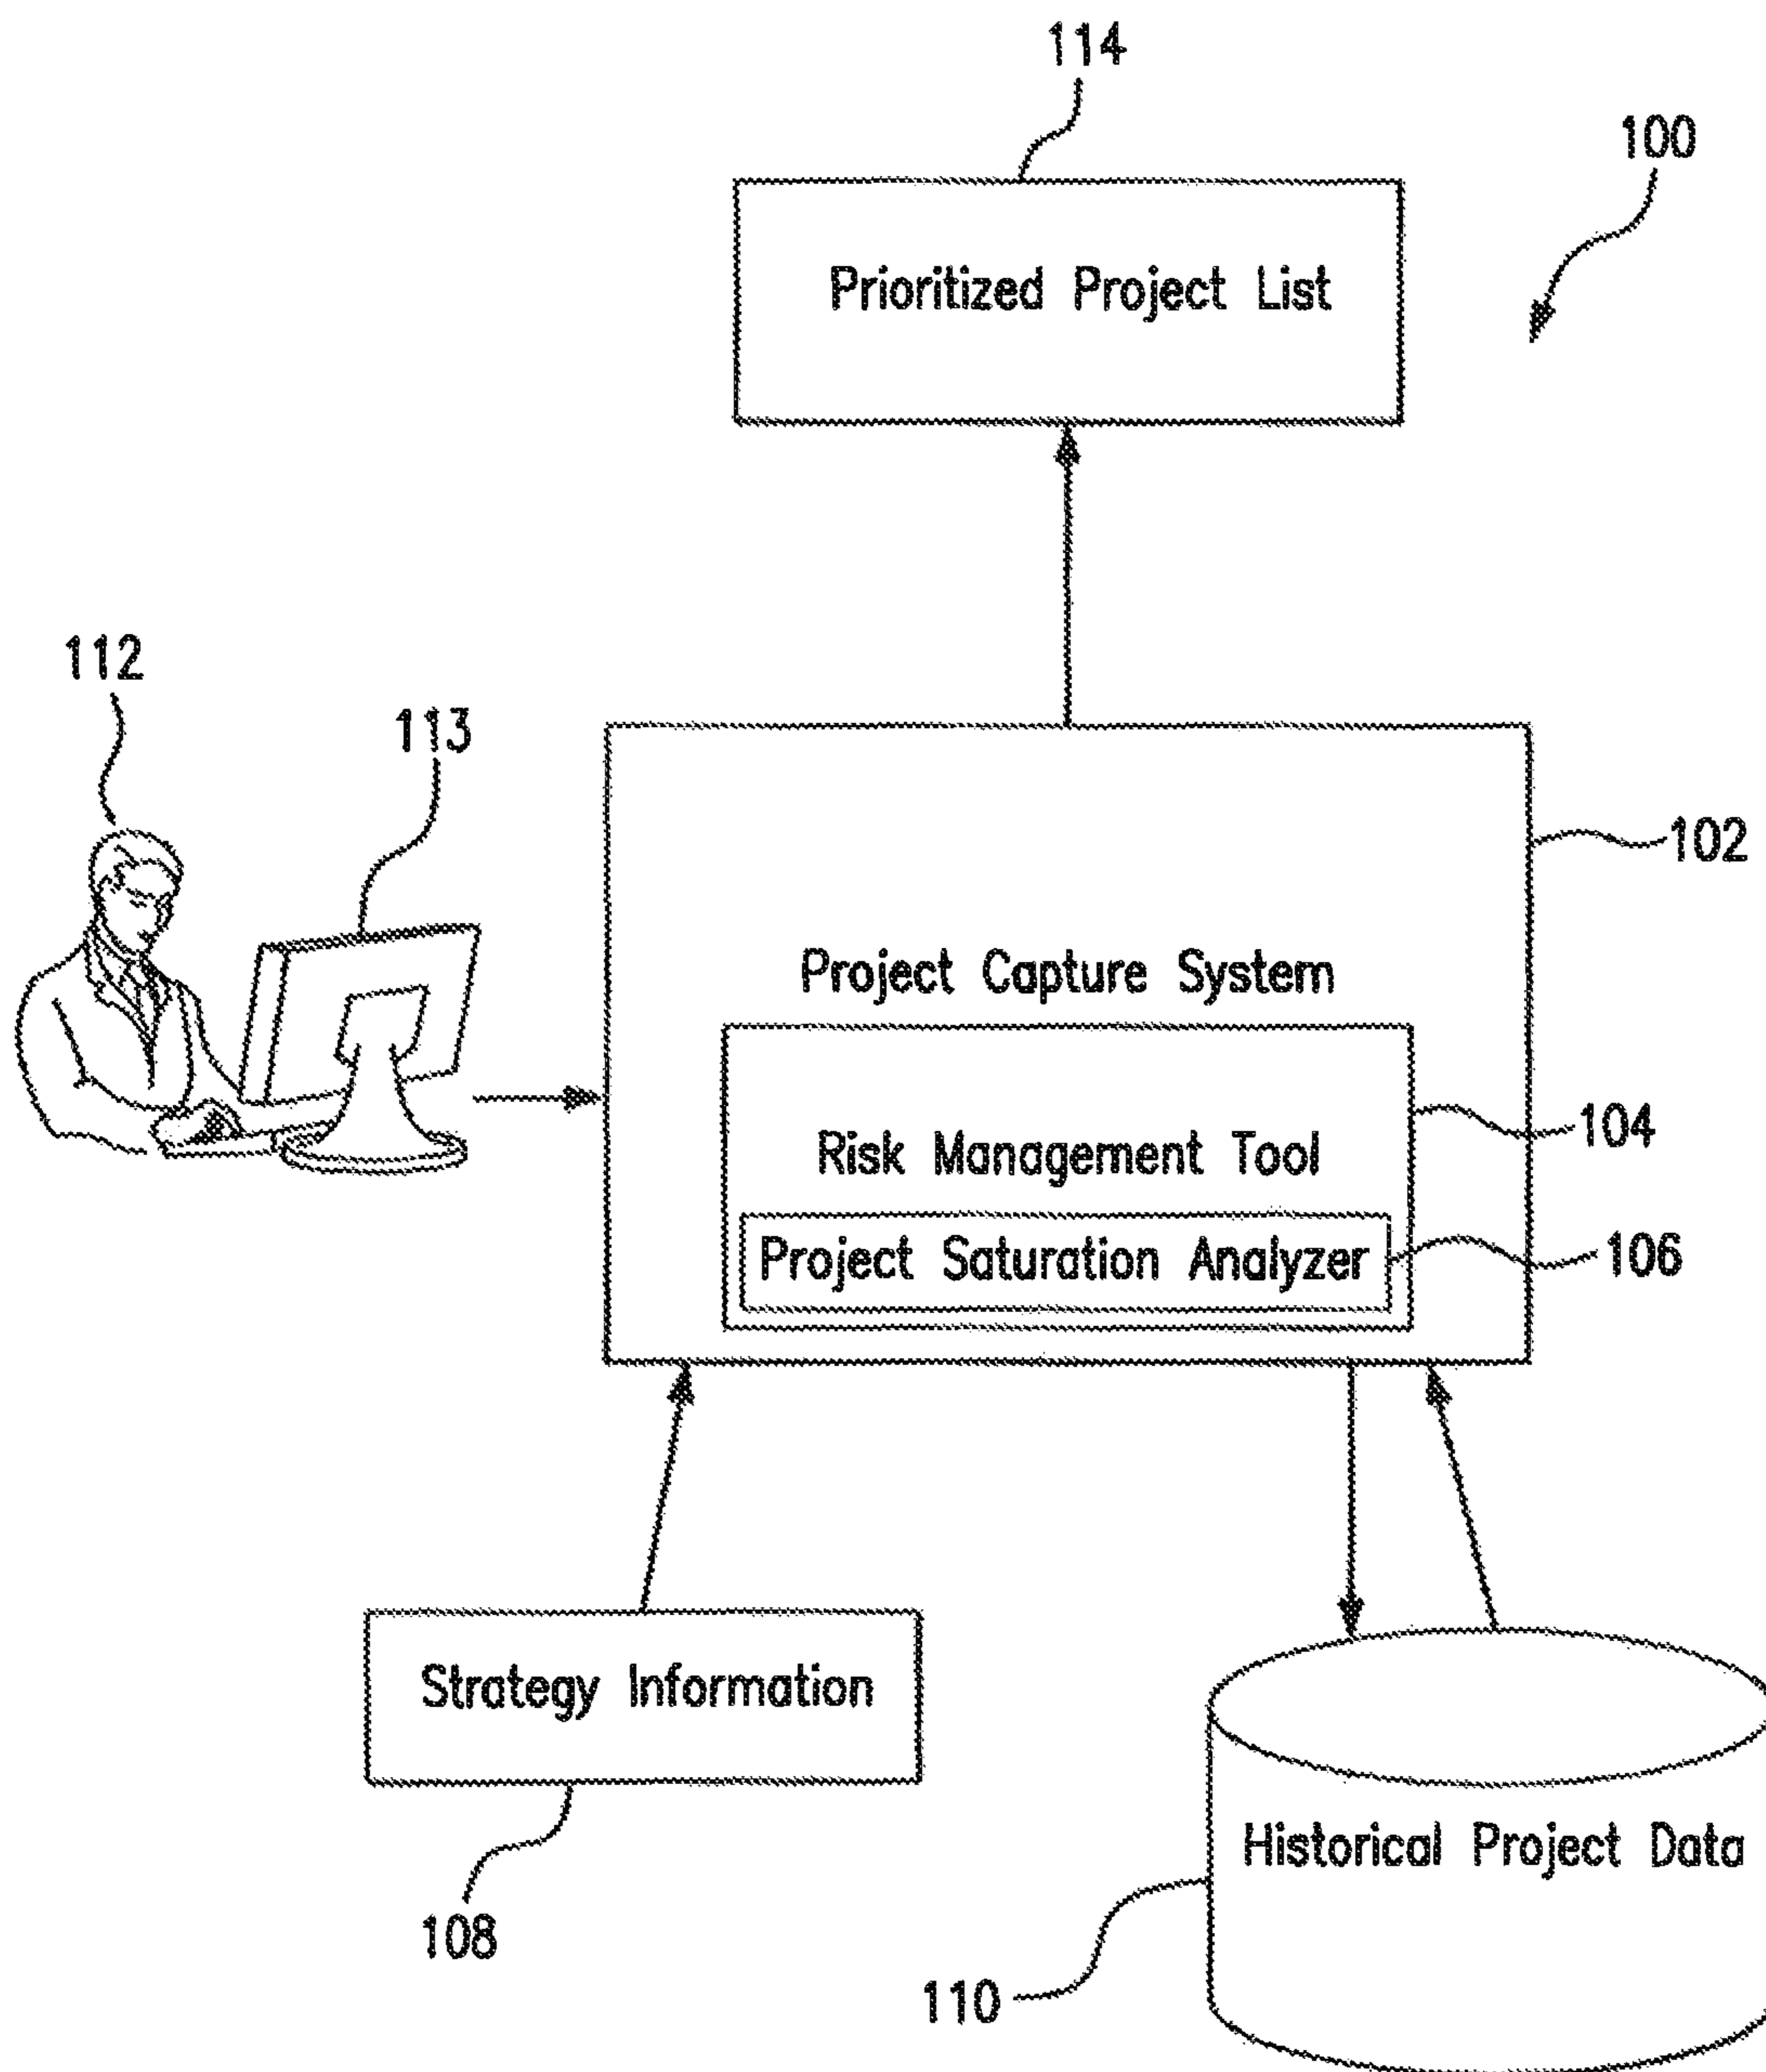 114
100
Prioritized Project List
112
113
102
Project Capture System
104
Risk Management Tool
Project Saturation Analyzer
106
Strategy Information
Historical Project Data
108
110